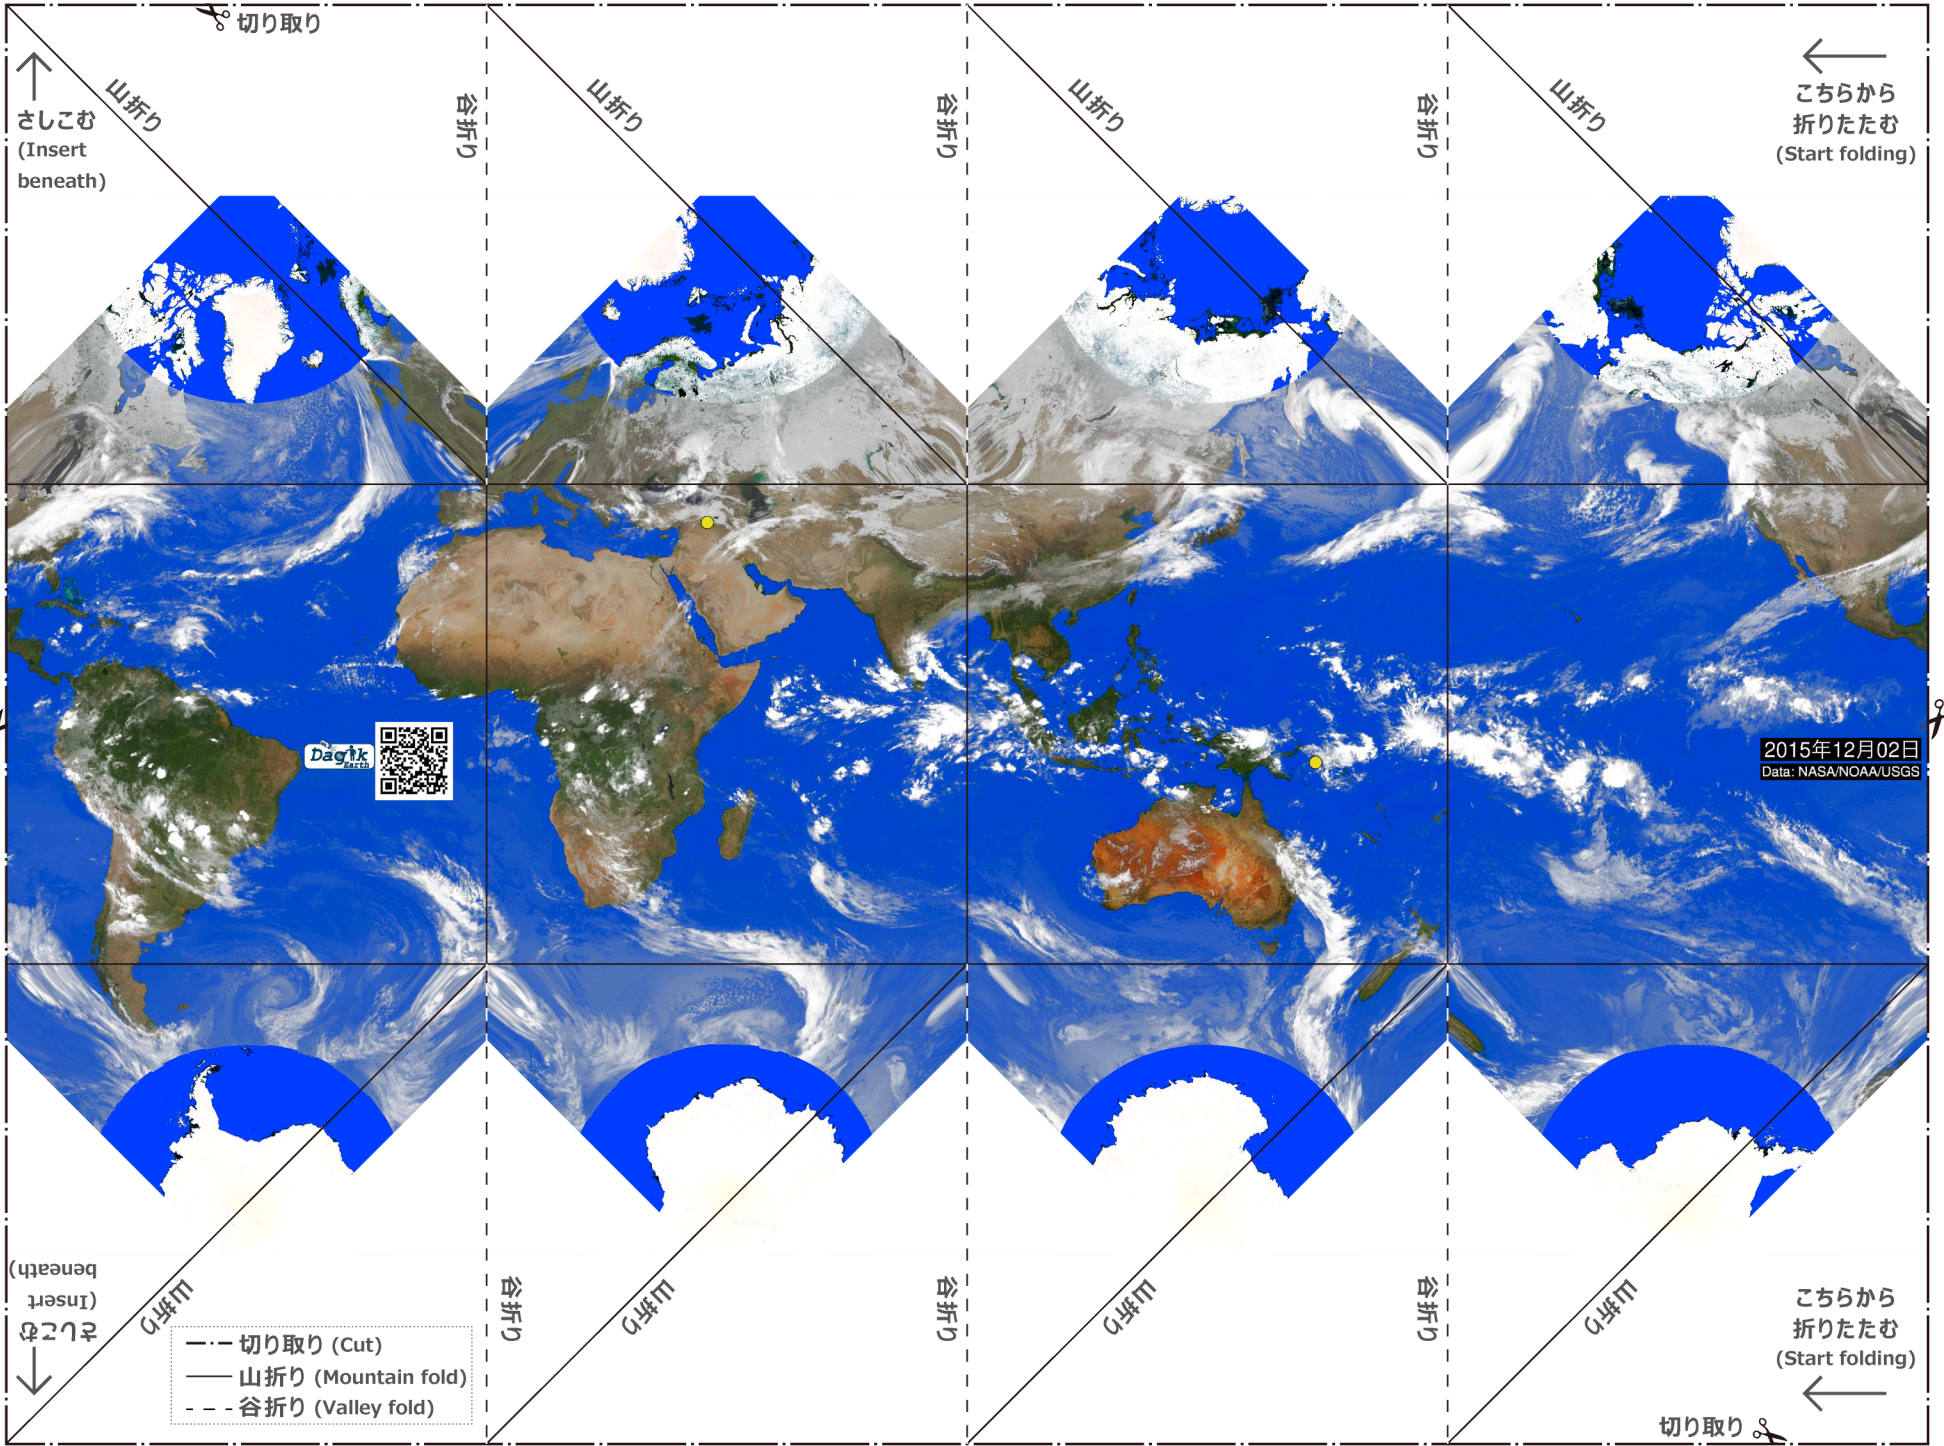 切り取り
さしこむ
(Insert
beneath)
山折り
谷折り
山折り
谷折り
山折り
谷折り
山折り
こちらから
折りたたむ
(Start folding)
Dagik
Earth
2015年12月02日
Data: NASA/NOAA/USGS
さしこむ
(Insert
beneath)
山折り
谷折り
山折り
谷折り
山折り
谷折り
山折り
こちらから
折りたたむ
(Start folding)
切り取り (Cut)
山折り (Mountain fold)
谷折り (Valley fold)
切り取り